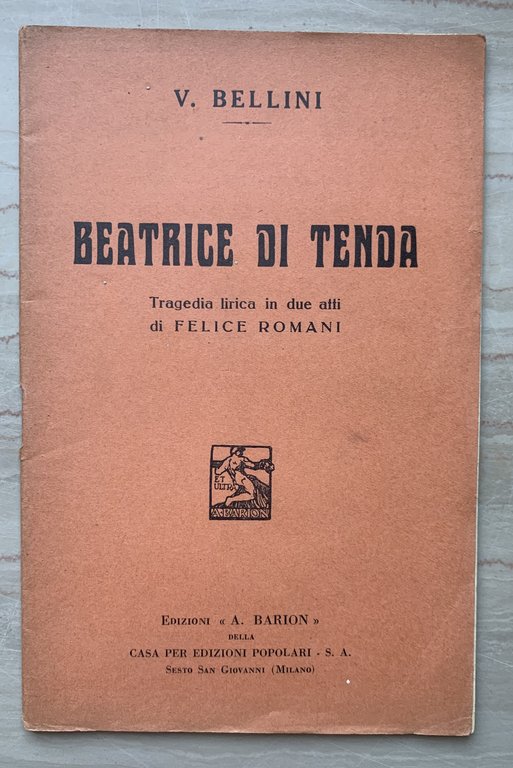 V. BELLINI
BEATRICE DI TENDA
Tragedia lirica in due atti
di FELICE ROMANI
ET
ULTRA
A·BARION
EDIZIONI « A. BARION »
DELLA
CASA PER EDIZIONI POPOLARI - S. A.
SESTO SAN GIOVANNI (MILANO)